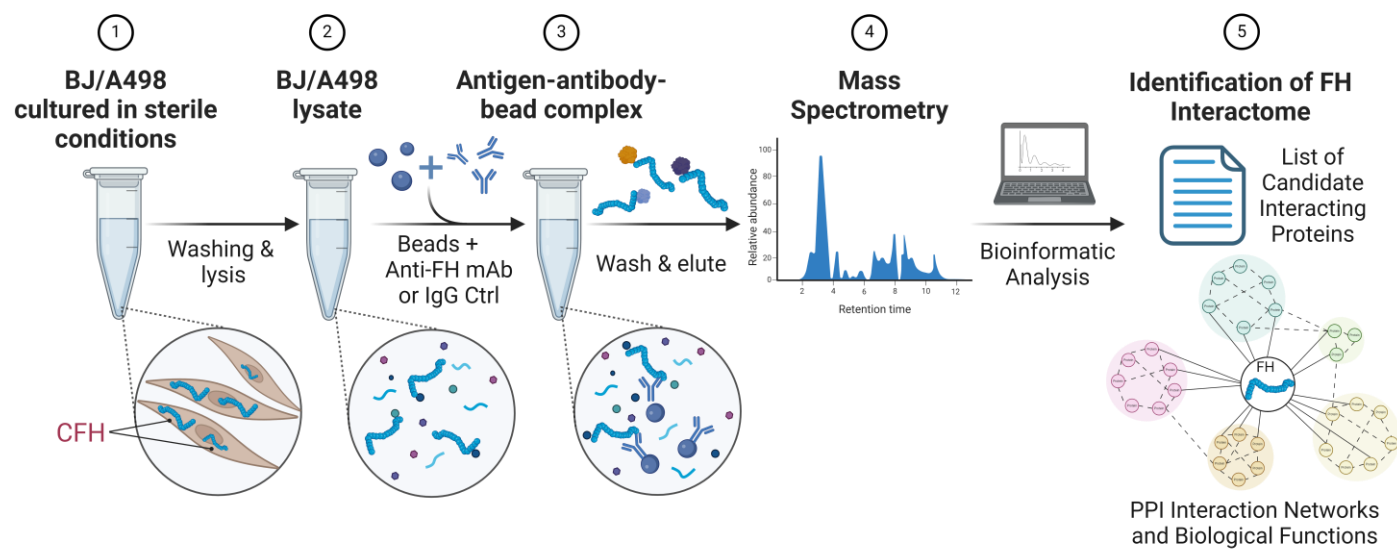 1
BJ/A498
cultured in sterile
conditions
Washing &
lysis
CFH
2
BJ/A498
lysate
Beads +
Anti-FH mAb
or IgG Ctrl
3
Antigen-antibody-
bead complex
Wash & elute
4
Mass
Spectrometry
Relative abundance
100
80
60
40
20
0
2 4 6 8 10 12
Retention time
Bioinformatic
Analysis
5
Identification of FH
Interactome
List of
Candidate
Interacting
Proteins
FH
PPI Interaction Networks
and Biological Functions